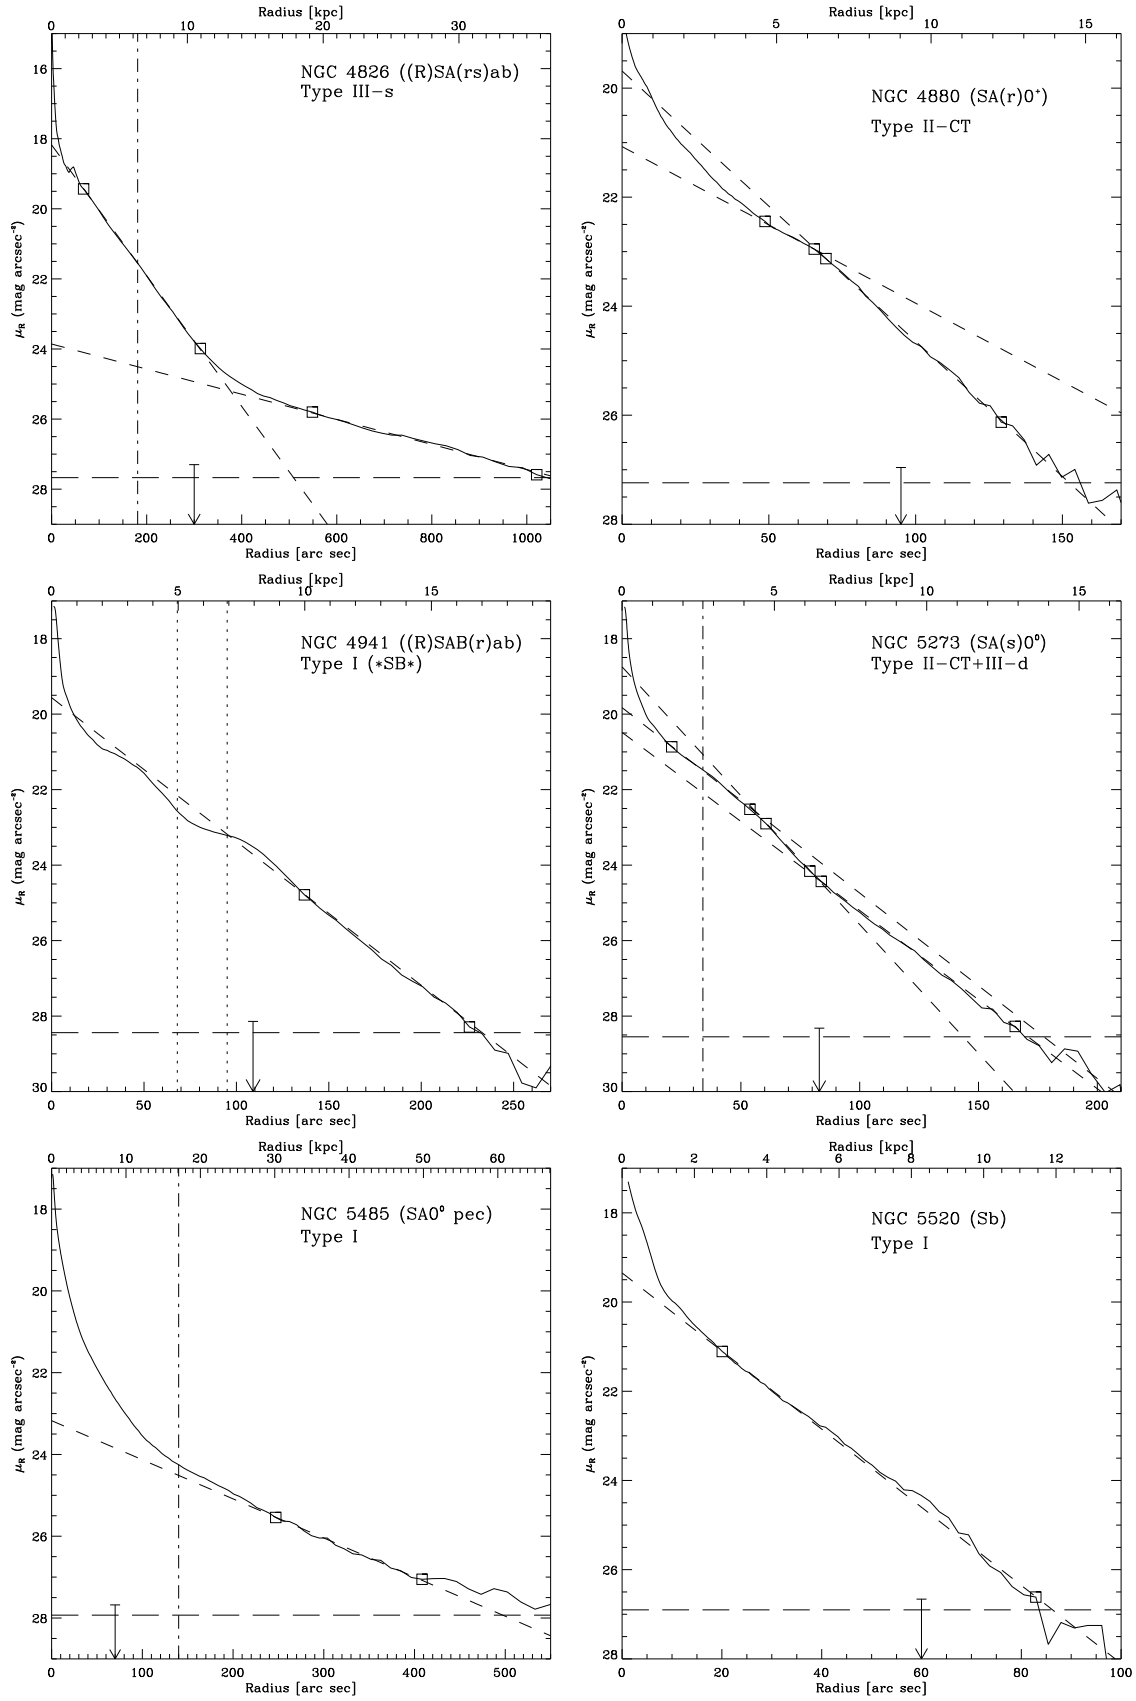 Radius [kpc]
0 10 20 30
NGC 4826 ((R)SA(rs)ab)
Type III-s
μR (mag arcsec⁻²)
16
18
20
22
24
26
28
0 200 400 600 800 1000
Radius [arc sec]
Radius [kpc]
0 5 10 15
NGC 4880 (SA(r)0⁺)
Type II-CT
μR (mag arcsec⁻²)
20
22
24
26
28
0 50 100 150
Radius [arc sec]
Radius [kpc]
0 5 10 15
NGC 4941 ((R)SAB(r)ab)
Type I (*SB*)
μR (mag arcsec⁻²)
18
20
22
24
26
28
30
0 50 100 150 200 250
Radius [arc sec]
Radius [kpc]
0 5 10 15
NGC 5273 (SA(s)0⁰)
Type II-CT+III-d
μR (mag arcsec⁻²)
18
20
22
24
26
28
30
0 50 100 150 200
Radius [arc sec]
Radius [kpc]
0 10 20 30 40 50 60
NGC 5485 (SA0⁰ pec)
Type I
μR (mag arcsec⁻²)
18
20
22
24
26
28
0 100 200 300 400 500
Radius [arc sec]
Radius [kpc]
0 2 4 6 8 10 12
NGC 5520 (Sb)
Type I
μR (mag arcsec⁻²)
18
20
22
24
26
28
0 20 40 60 80 100
Radius [arc sec]